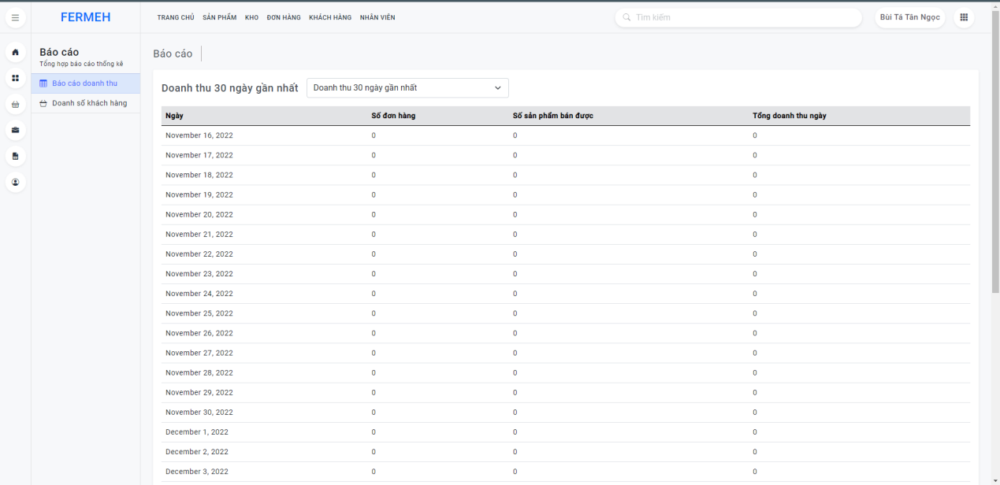 FERMEH
TRANG CHỦ SẢN PHẨM KHO ĐƠN HÀNG KHÁCH HÀNG NHÂN VIÊN
Tìm kiếm
Bùi Tá Tân Ngọc
Báo cáo
Tổng hợp báo cáo thống kê
Báo cáo doanh thu
Doanh số khách hàng
Báo cáo
Doanh thu 30 ngày gần nhất
Doanh thu 30 ngày gần nhất
Ngày Số đơn hàng Số sản phẩm bán được Tổng doanh thu ngày
November 16, 2022 0 0 0
November 17, 2022 0 0 0
November 18, 2022 0 0 0
November 19, 2022 0 0 0
November 20, 2022 0 0 0
November 21, 2022 0 0 0
November 22, 2022 0 0 0
November 23, 2022 0 0 0
November 24, 2022 0 0 0
November 25, 2022 0 0 0
November 26, 2022 0 0 0
November 27, 2022 0 0 0
November 28, 2022 0 0 0
November 29, 2022 0 0 0
November 30, 2022 0 0 0
December 1, 2022 0 0 0
December 2, 2022 0 0 0
December 3, 2022 0 0 0